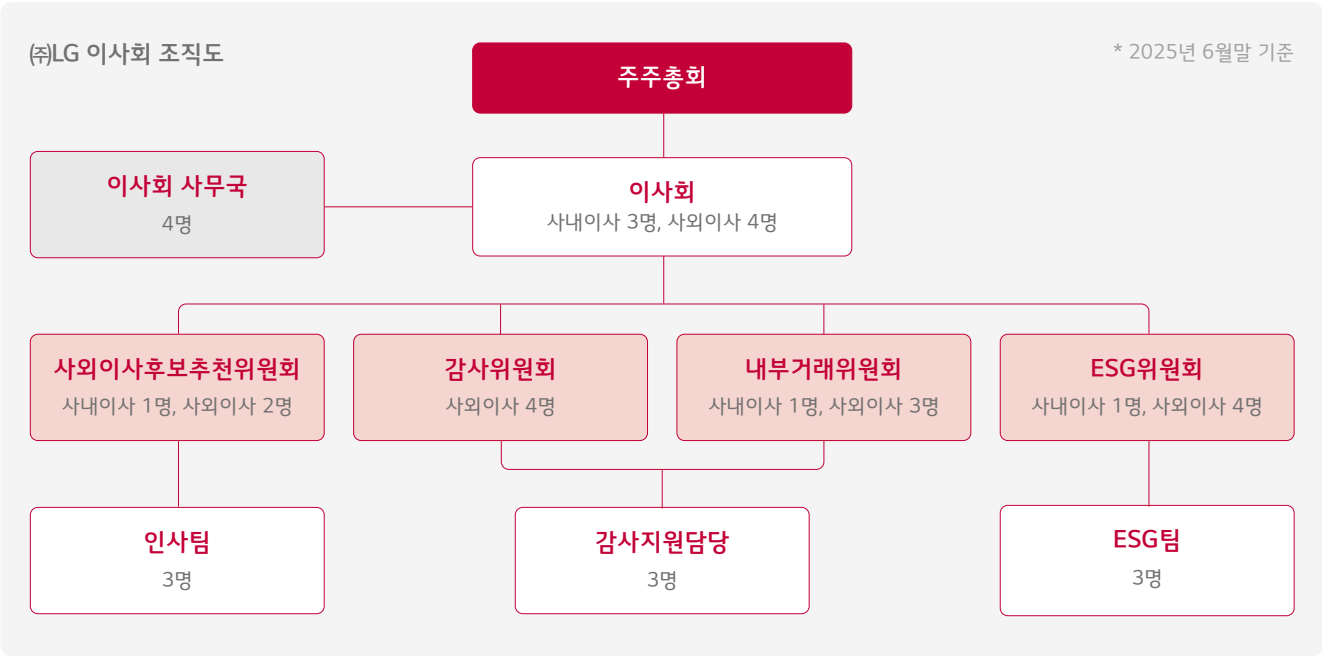 ㈜LG 이사회 조직도
* 2025년 6월말 기준
주주총회
이사회 사무국
4명
이사회
사내이사 3명, 사외이사 4명
사외이사후보추천위원회
사내이사 1명, 사외이사 2명
감사위원회
사외이사 4명
내부거래위원회
사내이사 1명, 사외이사 3명
ESG위원회
사내이사 1명, 사외이사 4명
인사팀
3명
감사지원담당
3명
ESG팀
3명